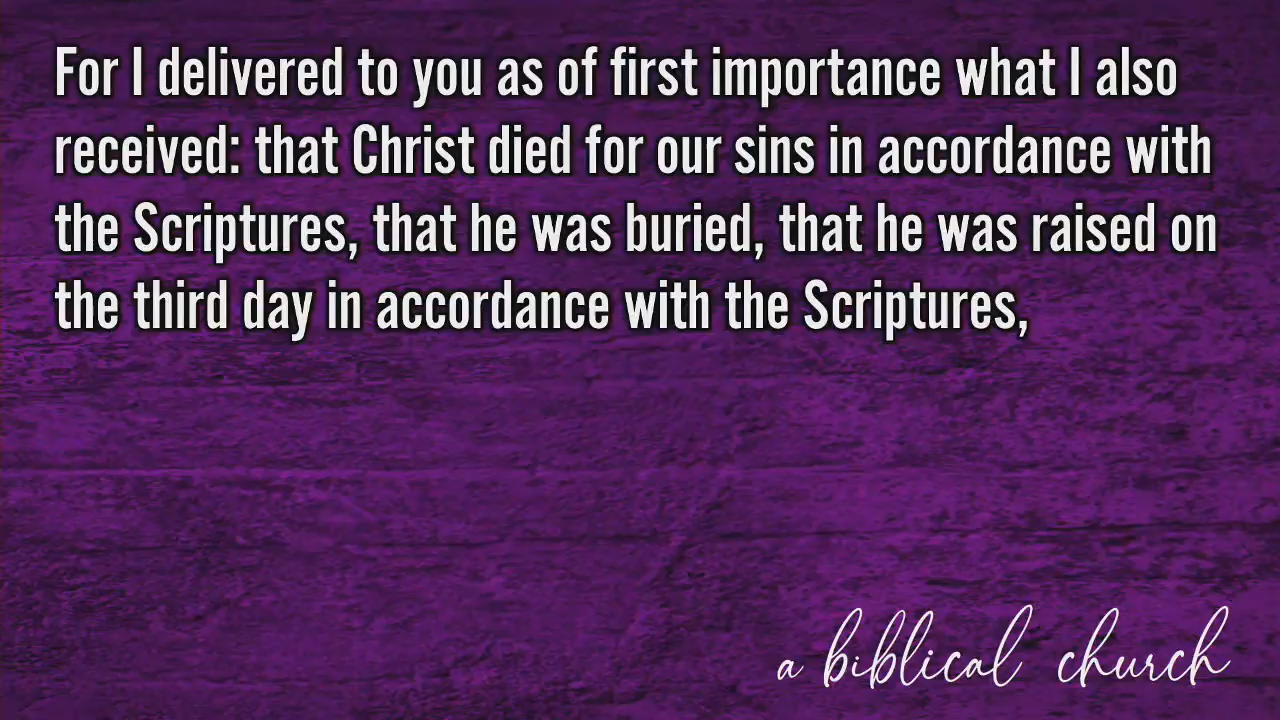 For I delivered to you as of first importance what I also
received: that Christ died for our sins in accordance with
the Scriptures, that he was buried, that he was raised on
the third day in accordance with the Scriptures,
a biblical church